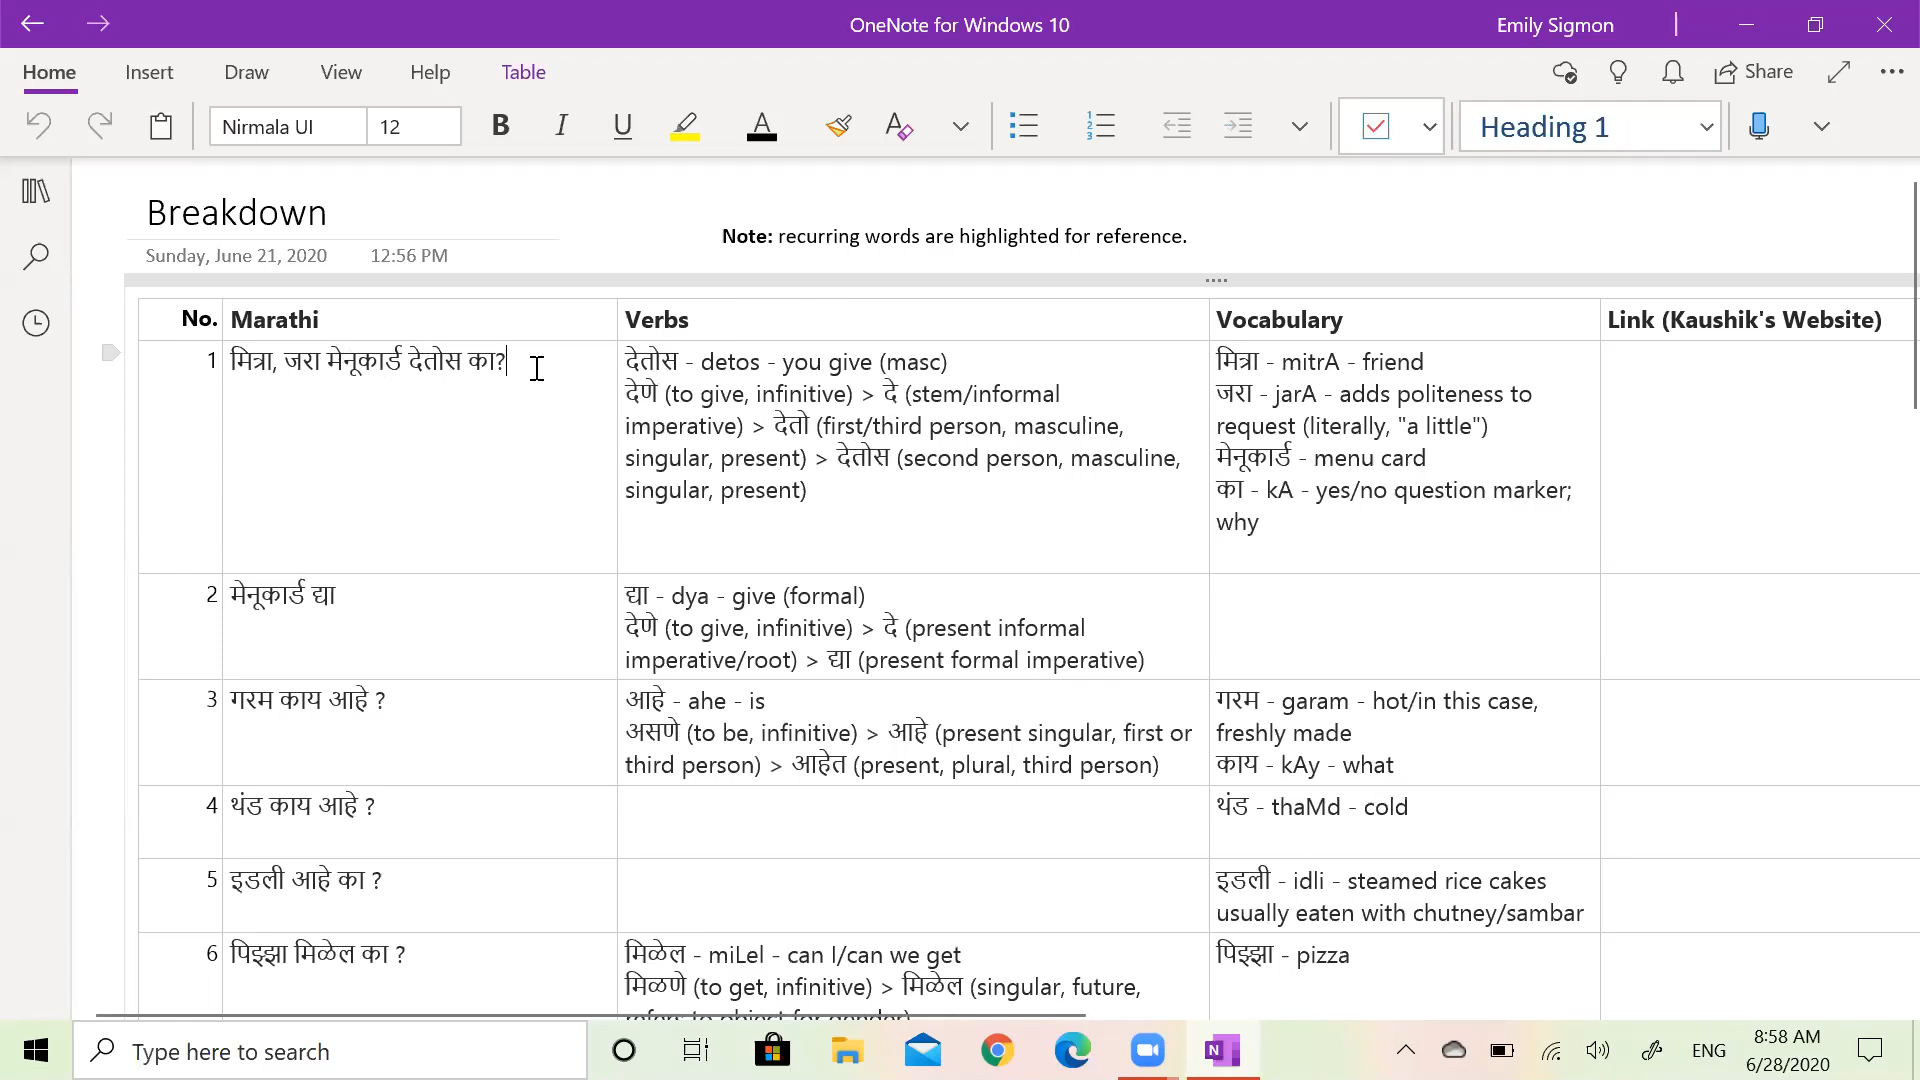 OneNote for Windows 10
Emily Sigmon
Home Insert Draw View Help Table
Share
Nirmala UI 12 B I U A A Heading 1
Breakdown
Note: recurring words are highlighted for reference.
Sunday, June 21, 2020 12:56 PM
No. Marathi Verbs Vocabulary Link (Kaushik's Website)
1 मित्रा, जरा मेनूकार्ड देतोस का?
देतोस - detos - you give (masc)
देणे (to give, infinitive) > दे (stem/informal
imperative) > देतो (first/third person, masculine,
singular, present) > देतोस (second person, masculine,
singular, present)
मित्रा - mitrA - friend
जरा - jarA - adds politeness to
request (literally, "a little")
मेनूकार्ड - menu card
का - kA - yes/no question marker;
why
2 मेनूकार्ड द्या
द्या - dya - give (formal)
देणे (to give, infinitive) > दे (present informal
imperative/root) > द्या (present formal imperative)
3 गरम काय आहे ?
आहे - ahe - is
असणे (to be, infinitive) > आहे (present singular, first or
third person) > आहेत (present, plural, third person)
गरम - garam - hot/in this case,
freshly made
काय - kAy - what
4 थंड काय आहे ?
थंड - thaMd - cold
5 इडली आहे का ?
इडली - idli - steamed rice cakes
usually eaten with chutney/sambar
6 पिझ्झा मिळेल का ?
मिळेल - miLel - can I/can we get
मिळणे (to get, infinitive) > मिळेल (singular, future,
refers to object for gender)
पिझ्झा - pizza
Type here to search
ENG
8:58 AM
6/28/2020